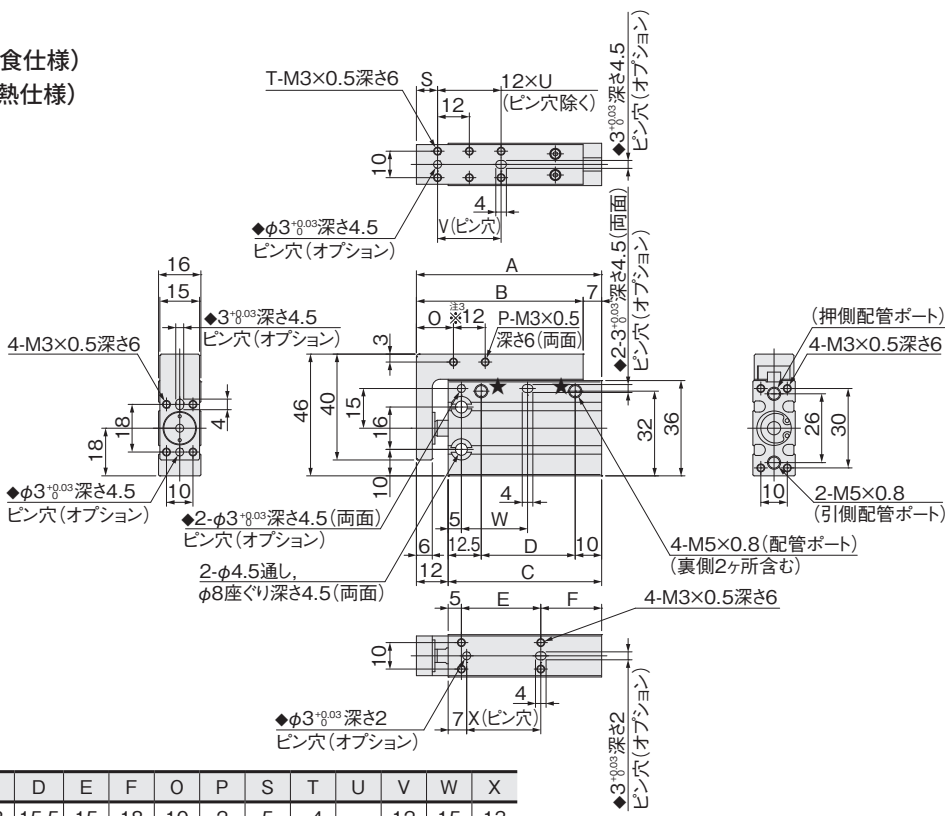 食仕様)
熱仕様)
T-M3×0.5深さ6
S
12×U
(ピン穴除く)
12
◆3+0.03 0深さ4.5
ピン穴(オプション)
10
4
V(ピン穴)
◆φ3+0.03 0深さ4.5
ピン穴(オプション)
◆2-3+0.03 0深さ4.5(両面)
ピン穴(オプション)
16
15
◆3+0.03 0深さ4.5
ピン穴(オプション)
4-M3×0.5深さ6
4
18
18
◆φ3+0.03 0深さ4.5
ピン穴(オプション)
10
A
B
7
O
注3
※12
P-M3×0.5
深さ6(両面)
3
46
40
15
16
10
★
★
32
36
4
5
W
6
12.5
D
10
12
C
◆2-φ3+0.03 0深さ4.5(両面)
ピン穴(オプション)
2-φ4.5通し,
φ8座ぐり深さ4.5(両面)
4-M5×0.8(配管ポート)
(裏側2ヶ所含む)
(押側配管ポート)
4-M3×0.5深さ6
26
30
10
2-M5×0.8
(引側配管ポート)
5
E
F
4-M3×0.5深さ6
10
4
7
X(ピン穴)
◆φ3+0.03 0深さ2
ピン穴(オプション)
◆3+0.03 0深さ2
ピン穴(オプション)
D E F O P S T U V W X